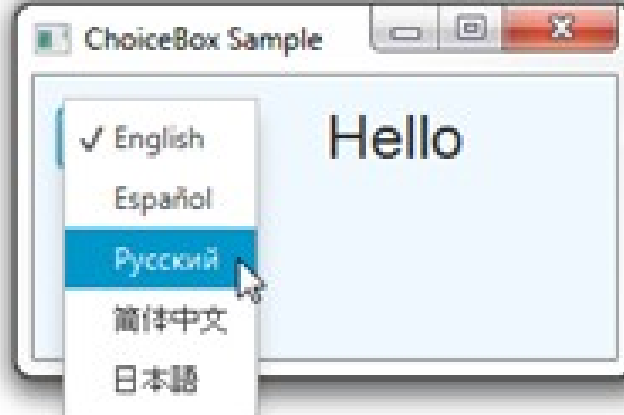 ChoiceBox Sample
✓ English
Hello
Español
Русский
简体中文
日本語